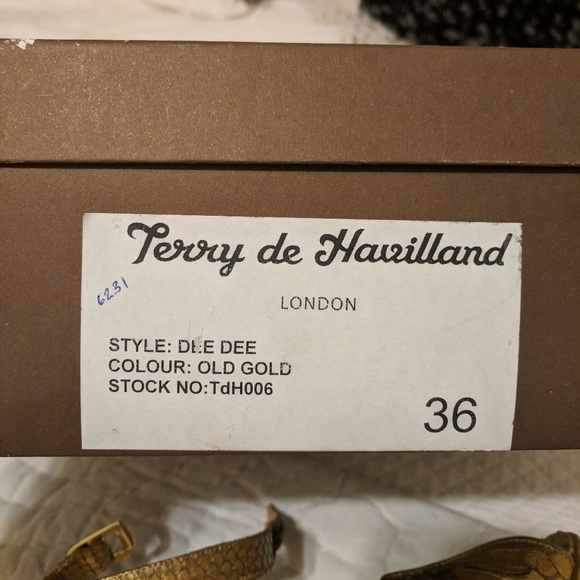 Terry de Havilland
6231
LONDON
STYLE: DEE DEE
COLOUR: OLD GOLD
STOCK NO:TdH006
36